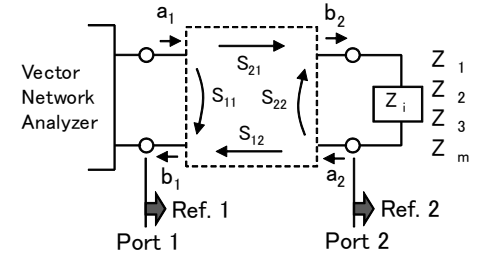 a1
b2
Vector
Network
Analyzer
S21
S11
S22
S12
Zi
Z1
Z2
Z3
Zm
b1
a2
Ref. 1
Ref. 2
Port 1
Port 2